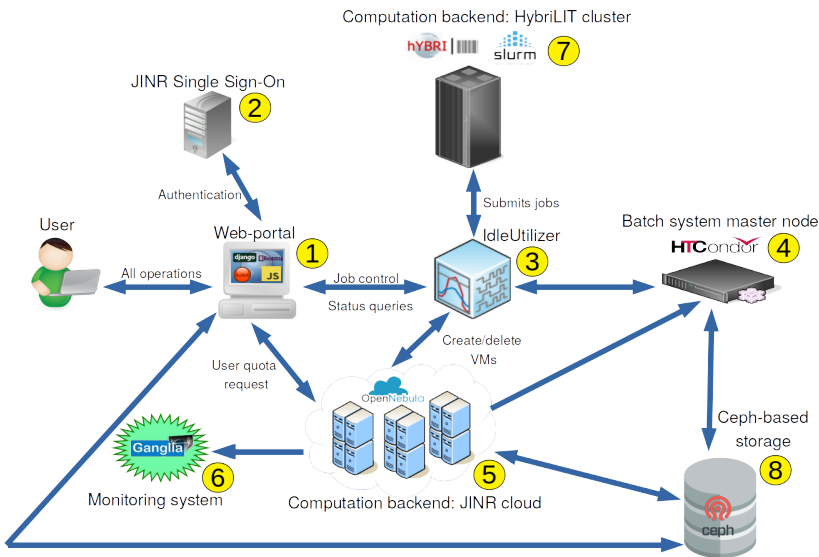 Computation backend: HybriLIT cluster
hYBRI
slurm
7
JINR Single Sign-On
2
Authentication
Submits jobs
User
Web-portal
1
IdleUtilizer
3
Batch system master node
HTCondor
4
django
JS
All operations
Job control
Status queries
User quota
request
Create/delete
VMs
OpenNebula
Ganglia
6
Monitoring system
5
Computation backend: JINR cloud
Ceph-based
storage
8
ceph